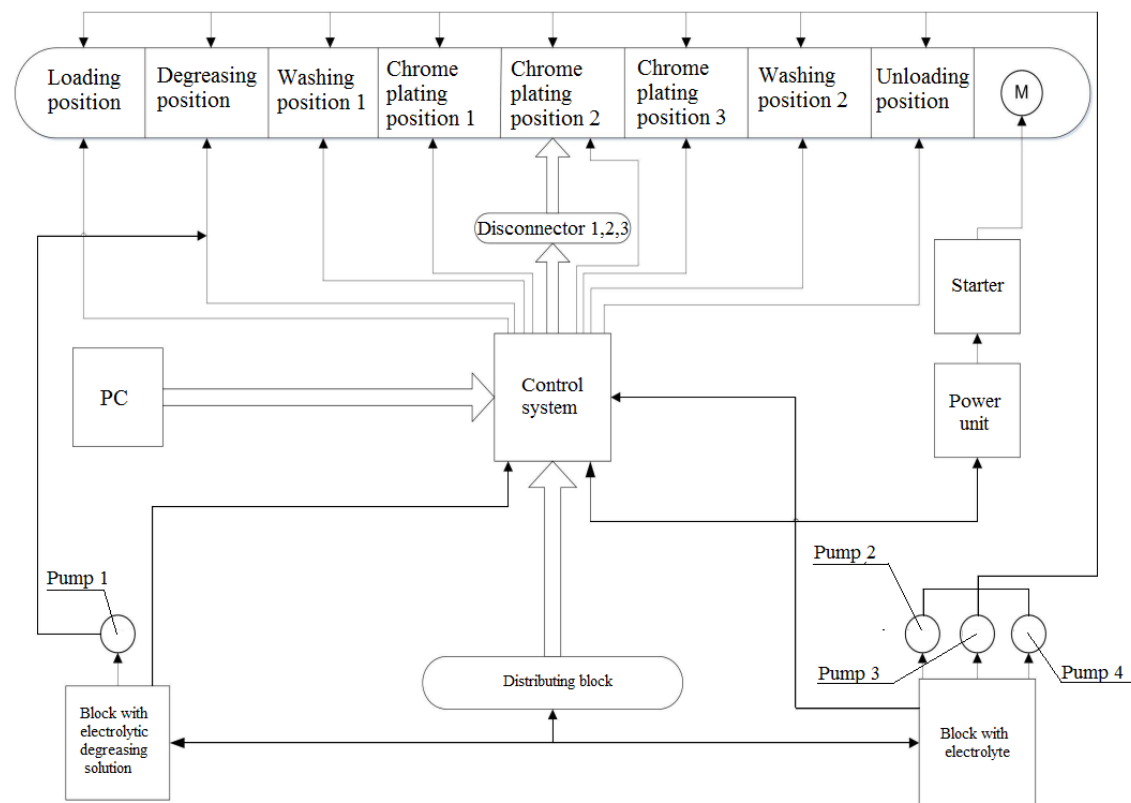 Loading
position
Degreasing
position
Washing
position 1
Chrome
plating
position 1
Chrome
plating
position 2
Chrome
plating
position 3
Washing
position 2
Unloading
position
M
Disconnector 1,2,3
Starter
PC
Control
system
Power
unit
Pump 1
Pump 2
Pump 3
Pump 4
Distributing block
Block with
electrolytic
degreasing
solution
Block with
electrolyte